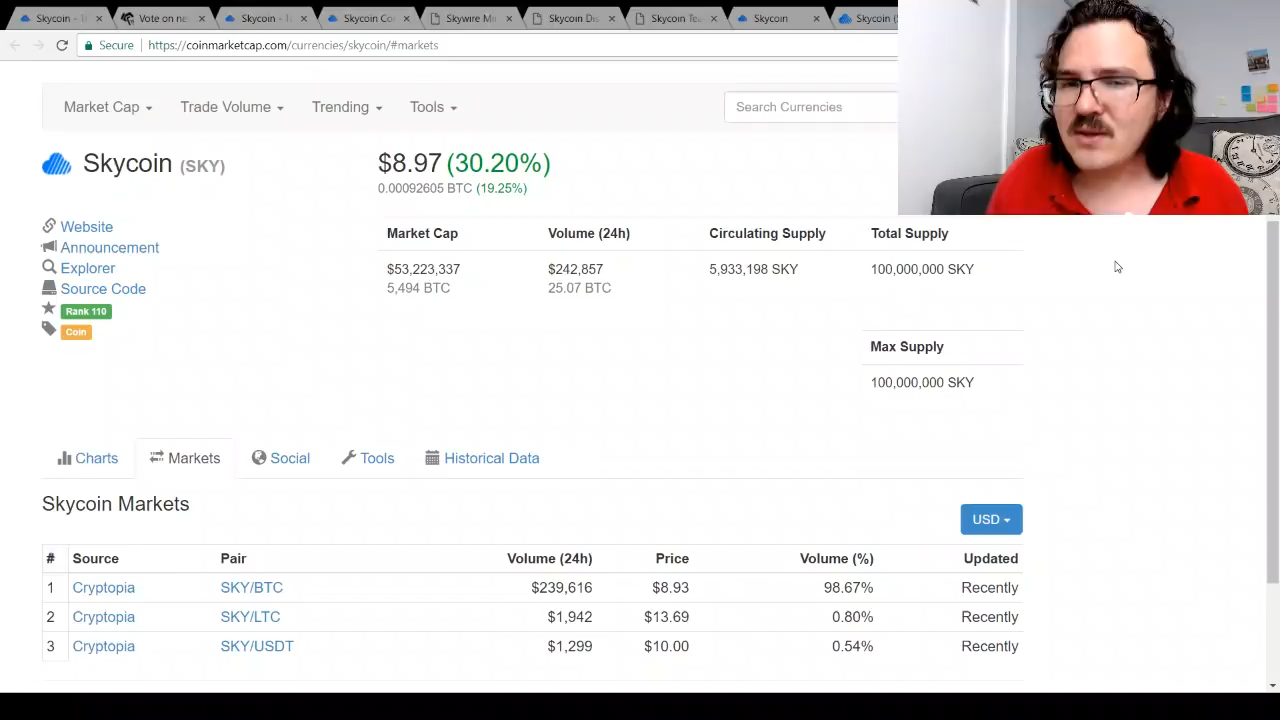 Skycoin - 1
Vote on ne
Skycoin - 1
Skycoin Co
Skywire Mi
Skycoin Dis
Skycoin Tea
Skycoin
Skycoin (
Secure
https://coinmarketcap.com/currencies/skycoin/#markets
Market Cap
Trade Volume
Trending
Tools
Search Currencies
Skycoin (SKY)
$8.97 (30.20%)
0.00092605 BTC (19.25%)
Website
Announcement
Explorer
Source Code
Rank 110
Coin
Market Cap
Volume (24h)
Circulating Supply
Total Supply
$53,223,337
$242,857
5,933,198 SKY
100,000,000 SKY
5,494 BTC
25.07 BTC
Max Supply
100,000,000 SKY
Charts
Markets
Social
Tools
Historical Data
Skycoin Markets
USD
# Source Pair Volume (24h) Price Volume (%) Updated
1 Cryptopia SKY/BTC $239,616 $8.93 98.67% Recently
2 Cryptopia SKY/LTC $1,942 $13.69 0.80% Recently
3 Cryptopia SKY/USDT $1,299 $10.00 0.54% Recently